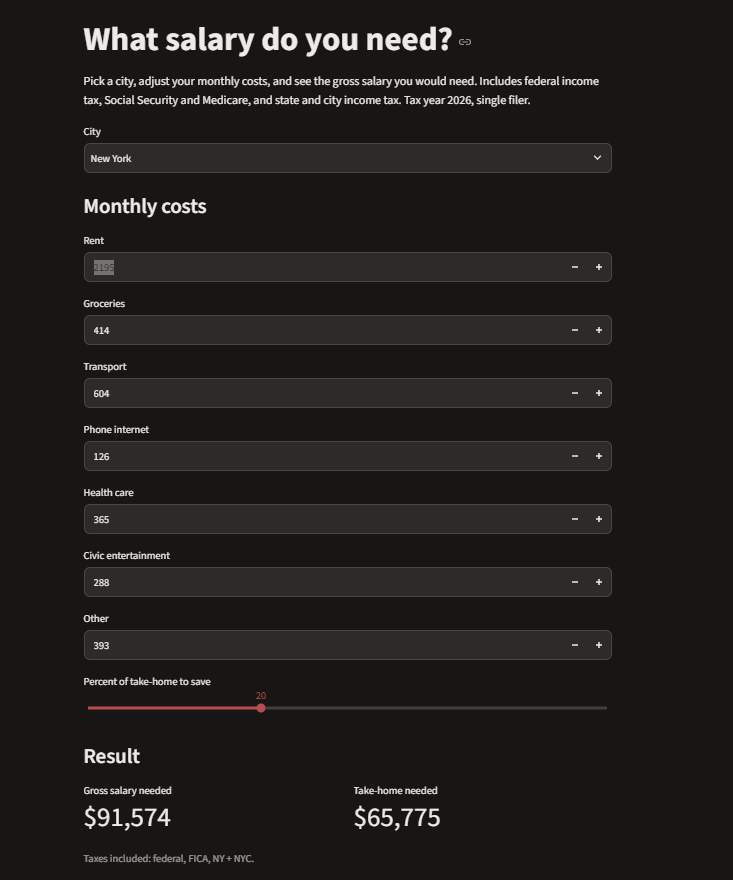 What salary do you need?
Pick a city, adjust your monthly costs, and see the gross salary you would need. Includes federal income
tax, Social Security and Medicare, and state and city income tax. Tax year 2026, single filer.
City
New York
Monthly costs
Rent
2195
Groceries
414
Transport
604
Phone internet
126
Health care
365
Civic entertainment
288
Other
393
Percent of take-home to save
20
Result
Gross salary needed
Take-home needed
$91,574
$65,775
Taxes included: federal, FICA, NY + NYC.